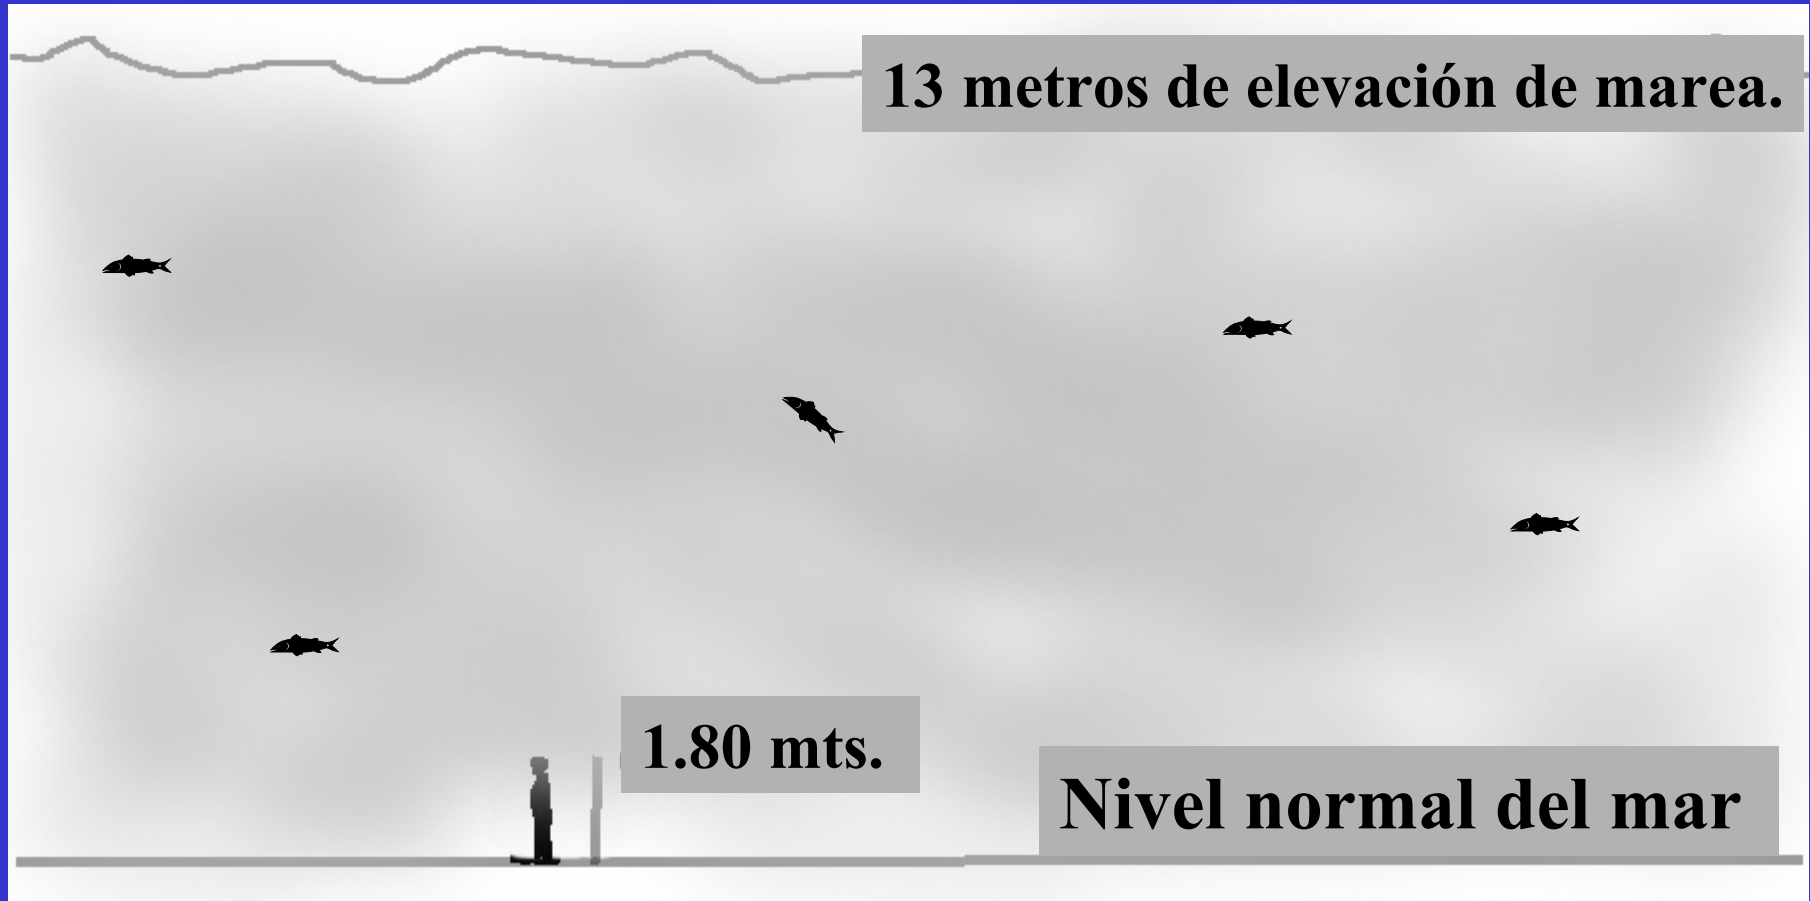 13 metros de elevación de marea.
1.80 mts.
Nivel normal del mar